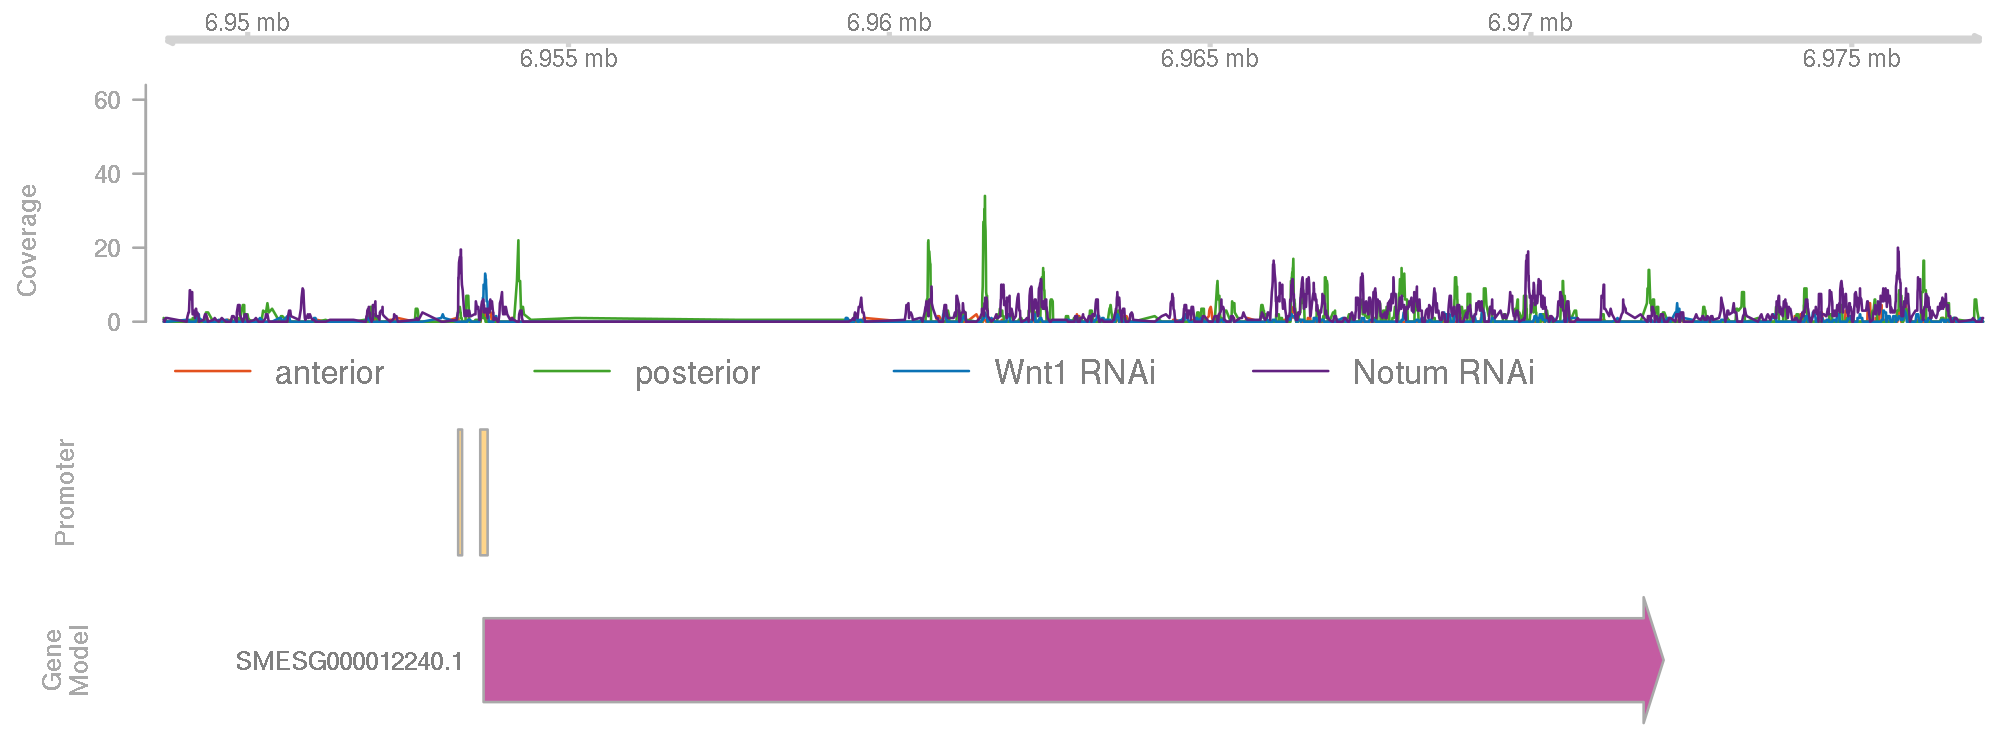 6.95 mb 6.96 mb 6.97 mb
6.955 mb 6.965 mb 6.975 mb
60
40
20
0
Coverage
anterior posterior Wnt1 RNAi Notum RNAi
Promoter
Gene
Model
SMESG000012240.1